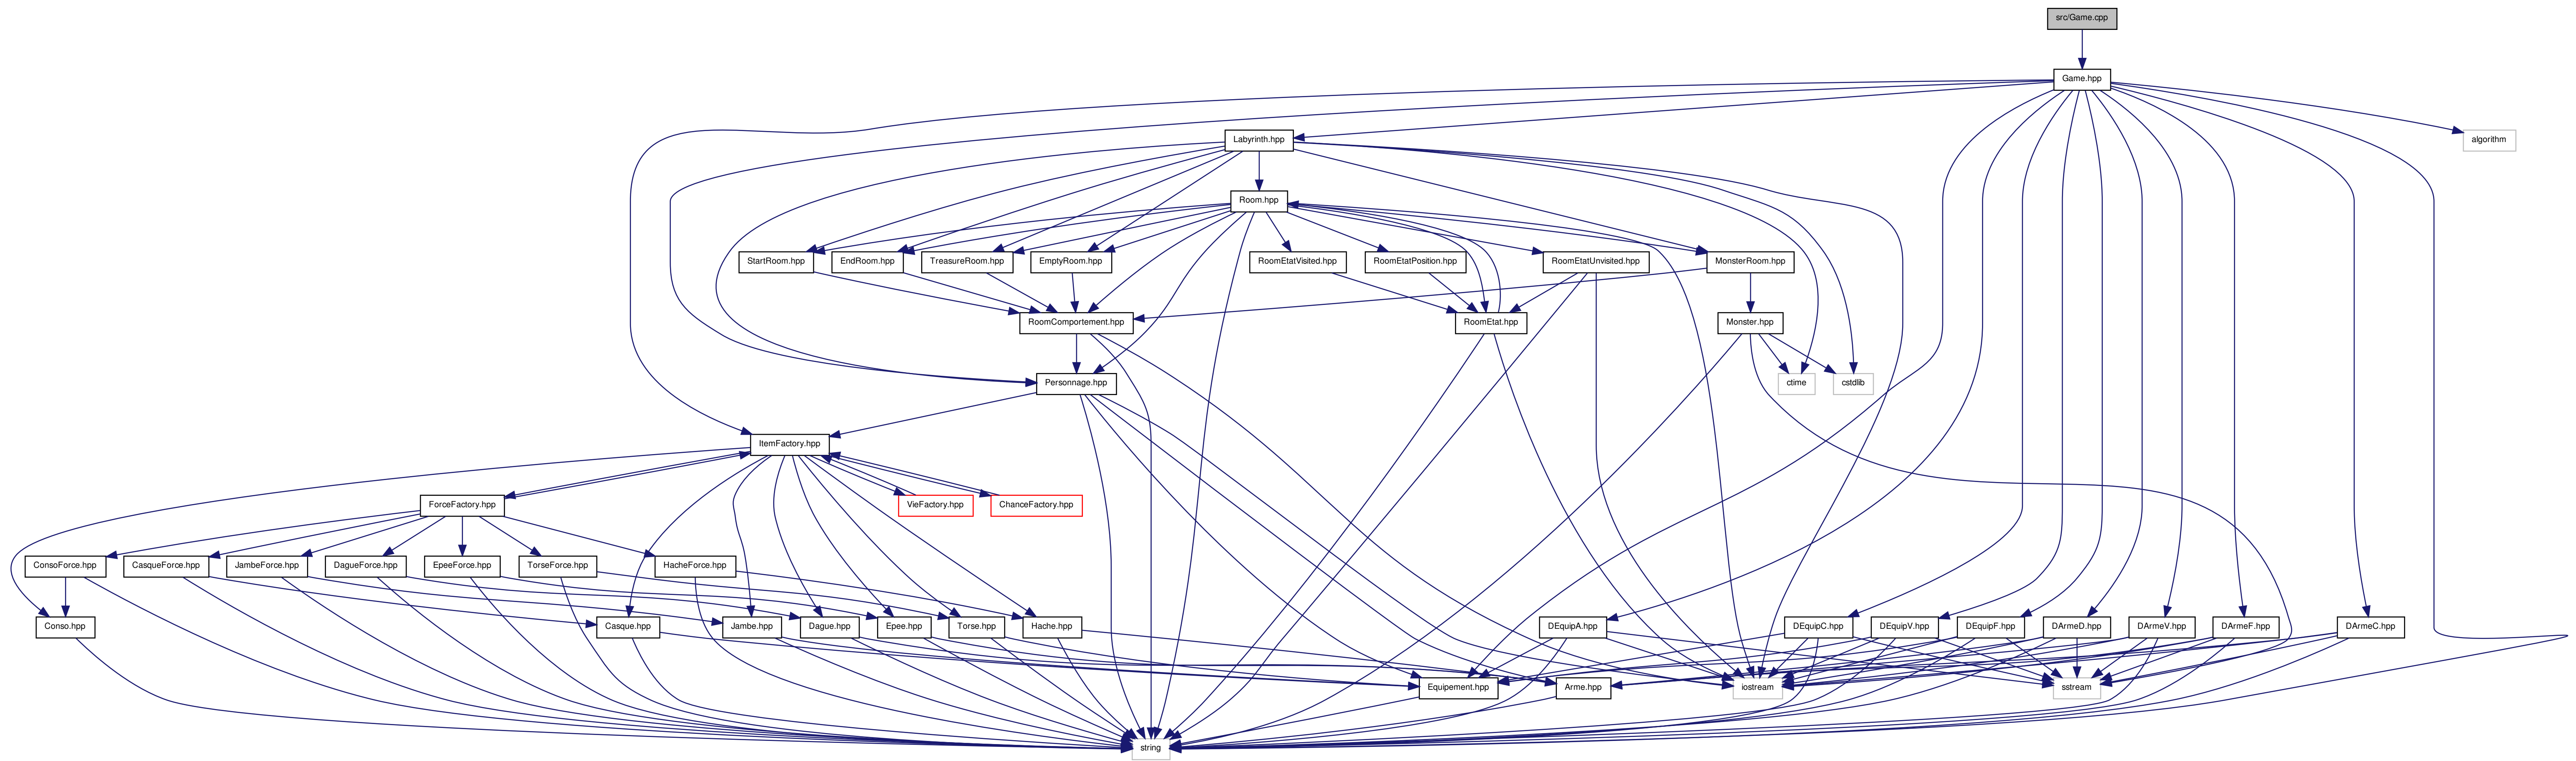 src/Game.cpp
Game.hpp
Labyrinth.hpp
algorithm
Room.hpp
StartRoom.hpp
EndRoom.hpp
TreasureRoom.hpp
EmptyRoom.hpp
RoomEtatVisited.hpp
RoomEtatPosition.hpp
RoomEtatUnvisited.hpp
MonsterRoom.hpp
RoomComportement.hpp
RoomEtat.hpp
Monster.hpp
Personnage.hpp
ctime
cstdlib
ItemFactory.hpp
ForceFactory.hpp
VieFactory.hpp
ChanceFactory.hpp
ConsoForce.hpp
CasqueForce.hpp
JambeForce.hpp
DagueForce.hpp
EpeeForce.hpp
TorseForce.hpp
HacheForce.hpp
Conso.hpp
Casque.hpp
Jambe.hpp
Dague.hpp
Epee.hpp
Torse.hpp
Hache.hpp
DEquipA.hpp
DEquipC.hpp
DEquipV.hpp
DEquipF.hpp
DArmeD.hpp
DArmeV.hpp
DArmeF.hpp
DArmeC.hpp
Equipement.hpp
Arme.hpp
iostream
sstream
string